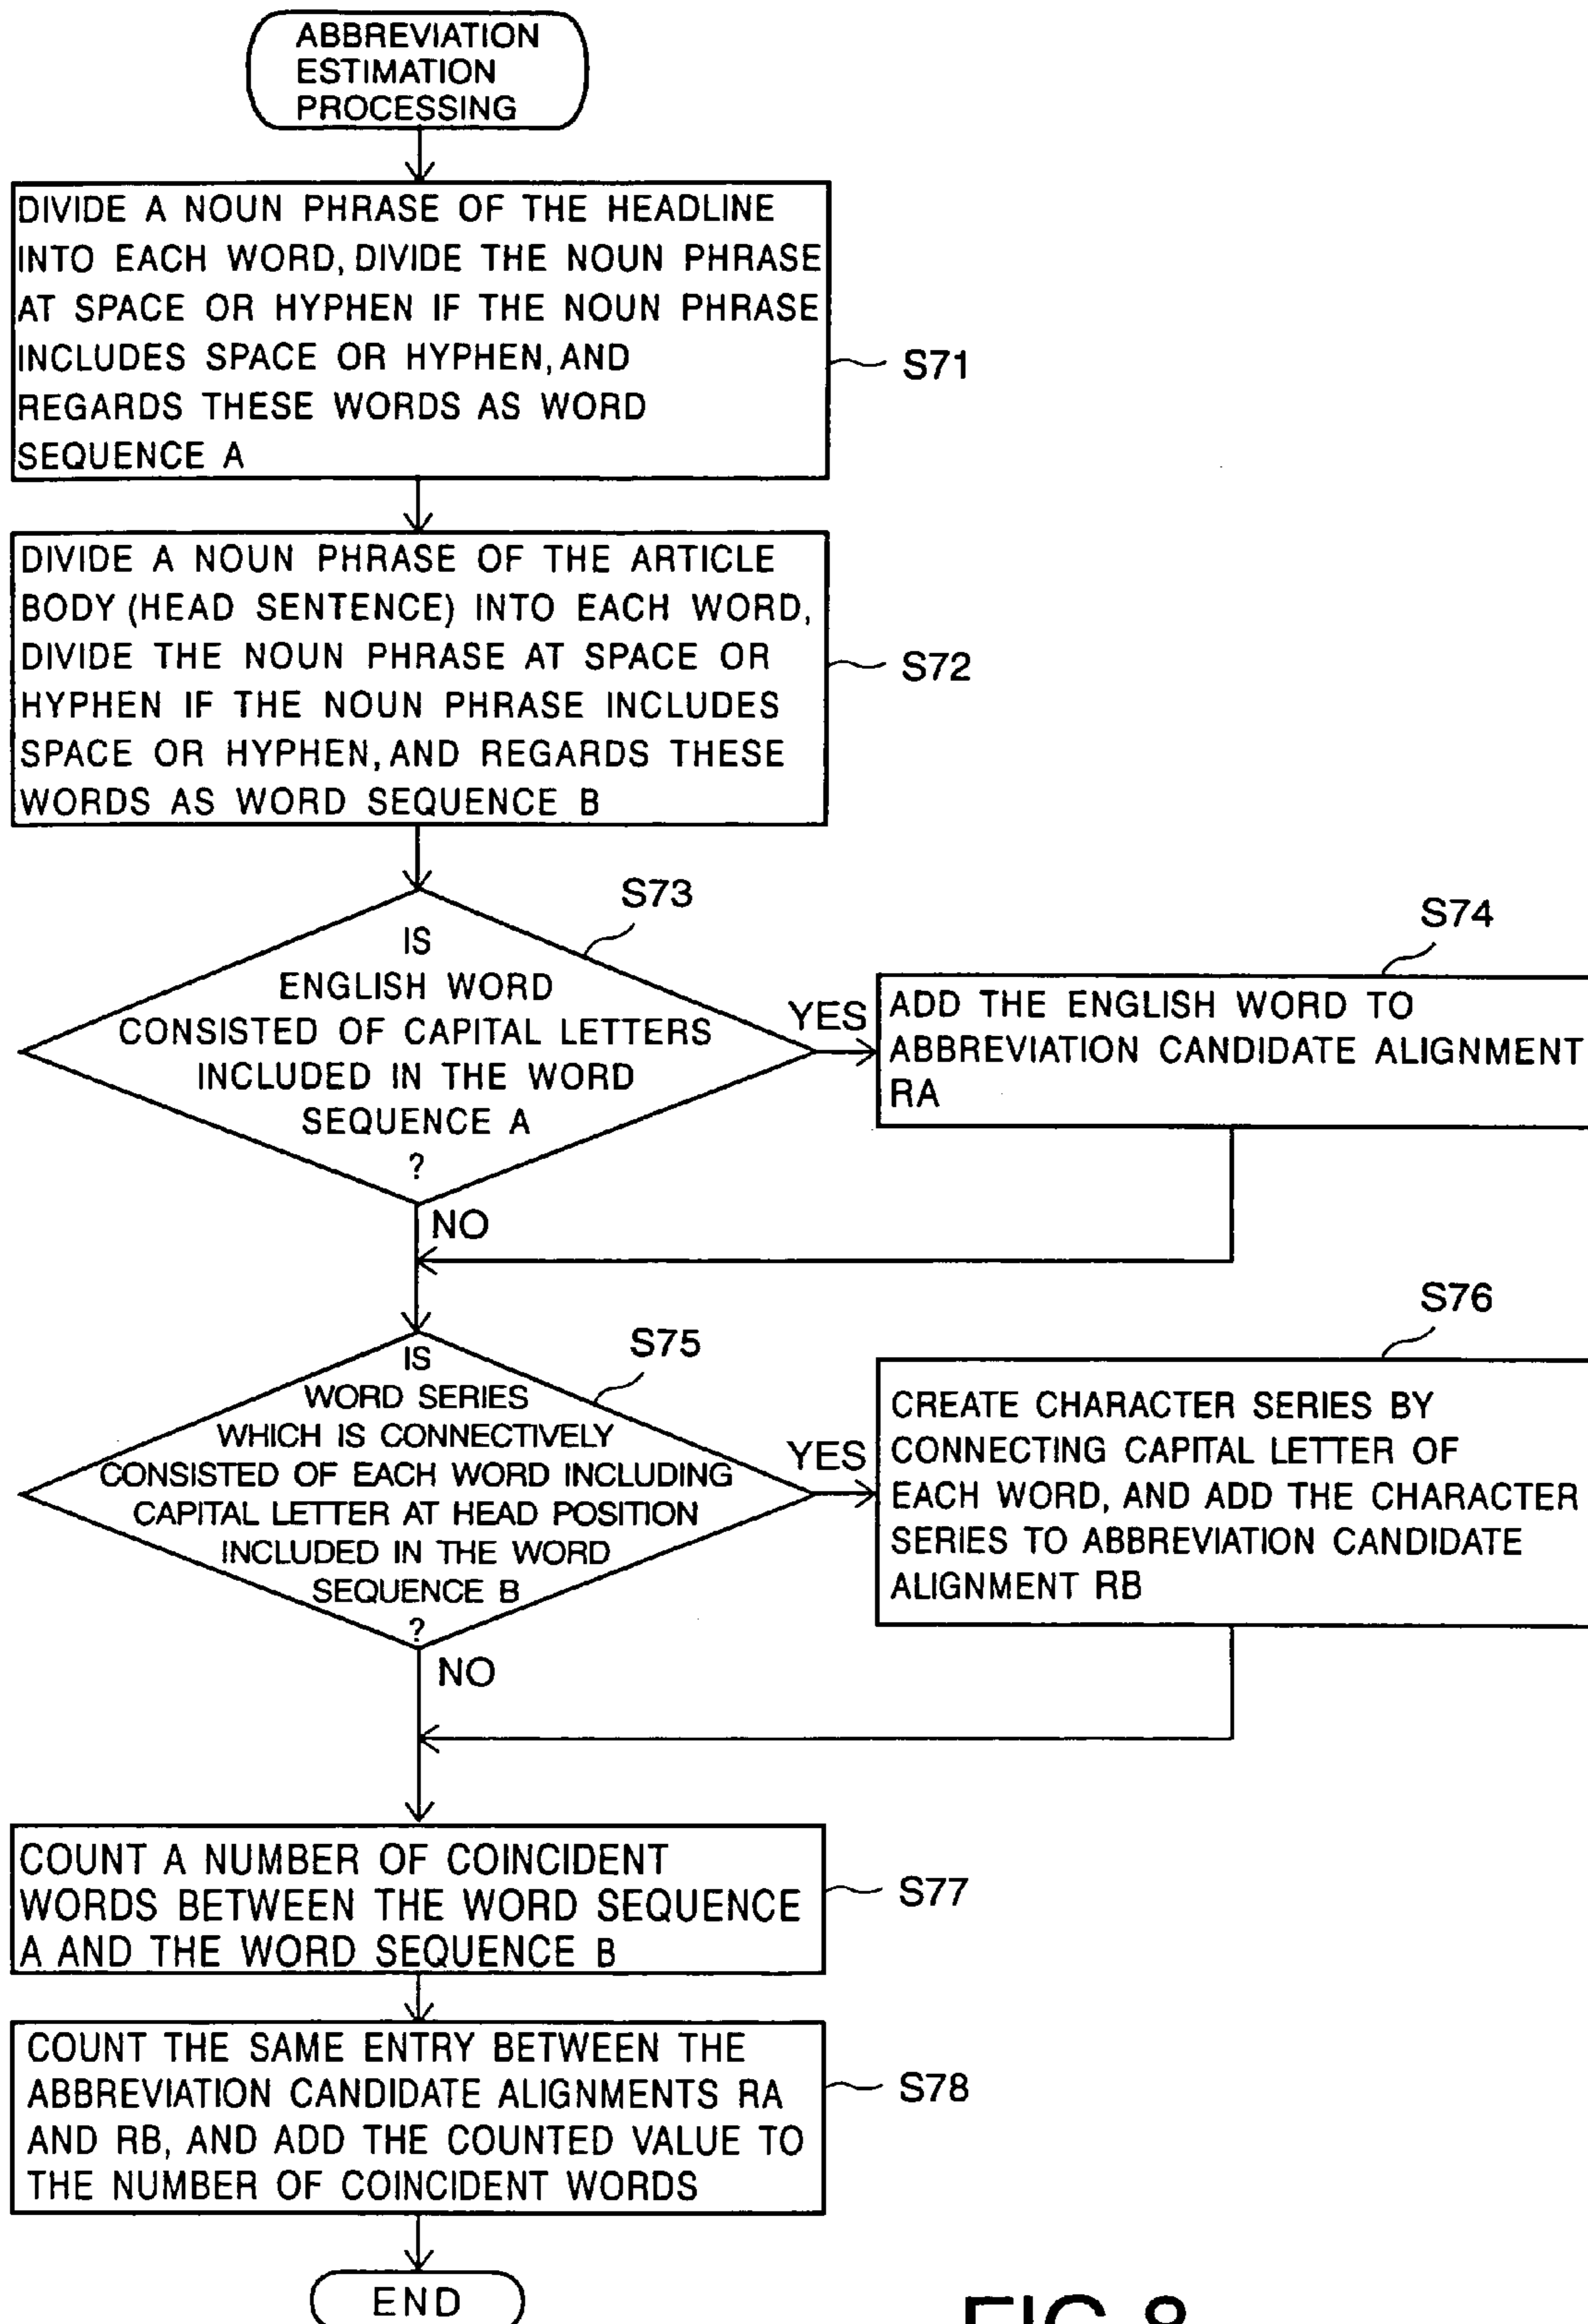 ABBREVIATION
ESTIMATION
PROCESSING
DIVIDE A NOUN PHRASE OF THE HEADLINE
INTO EACH WORD, DIVIDE THE NOUN PHRASE
AT SPACE OR HYPHEN IF THE NOUN PHRASE
INCLUDES SPACE OR HYPHEN, AND
REGARDS THESE WORDS AS WORD
SEQUENCE A
S71
DIVIDE A NOUN PHRASE OF THE ARTICLE
BODY (HEAD SENTENCE) INTO EACH WORD,
DIVIDE THE NOUN PHRASE AT SPACE OR
HYPHEN IF THE NOUN PHRASE INCLUDES
SPACE OR HYPHEN, AND REGARDS THESE
WORDS AS WORD SEQUENCE B
S72
S73
IS
ENGLISH WORD
CONSISTED OF CAPITAL LETTERS
INCLUDED IN THE WORD
SEQUENCE A
?
YES
NO
S74
ADD THE ENGLISH WORD TO
ABBREVIATION CANDIDATE ALIGNMENT
RA
S75
IS
WORD SERIES
WHICH IS CONNECTIVELY
CONSISTED OF EACH WORD INCLUDING
CAPITAL LETTER AT HEAD POSITION
INCLUDED IN THE WORD
SEQUENCE B
?
YES
NO
S76
CREATE CHARACTER SERIES BY
CONNECTING CAPITAL LETTER OF
EACH WORD, AND ADD THE CHARACTER
SERIES TO ABBREVIATION CANDIDATE
ALIGNMENT RB
COUNT A NUMBER OF COINCIDENT
WORDS BETWEEN THE WORD SEQUENCE
A AND THE WORD SEQUENCE B
S77
COUNT THE SAME ENTRY BETWEEN THE
ABBREVIATION CANDIDATE ALIGNMENTS RA
AND RB, AND ADD THE COUNTED VALUE TO
THE NUMBER OF COINCIDENT WORDS
S78
END
FIG. 8